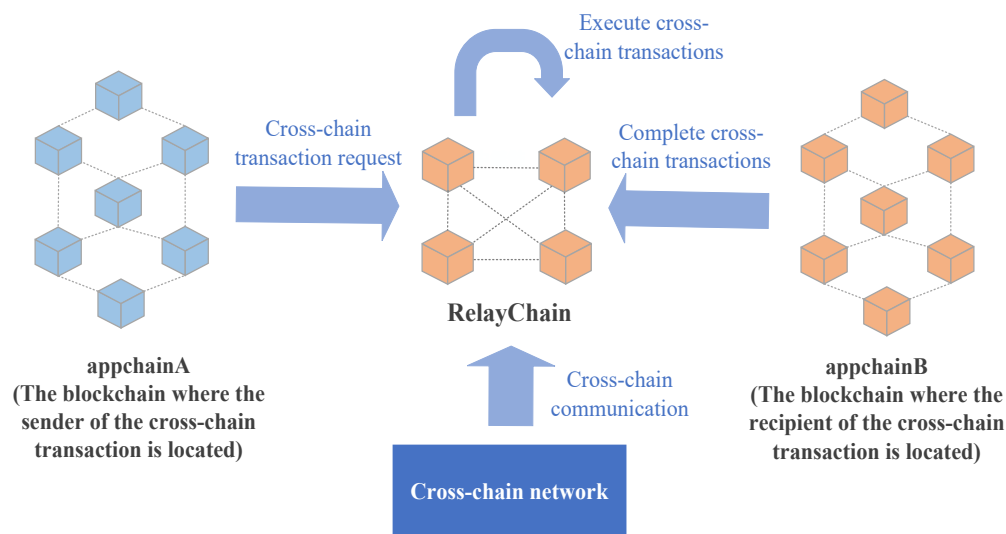 Execute cross-
chain transactions
Cross-chain
transaction request
Complete cross-
chain transactions
RelayChain
appchainA
(The blockchain where the
sender of the cross-chain
transaction is located)
Cross-chain
communication
appchainB
(The blockchain where the
recipient of the cross-chain
transaction is located)
Cross-chain network